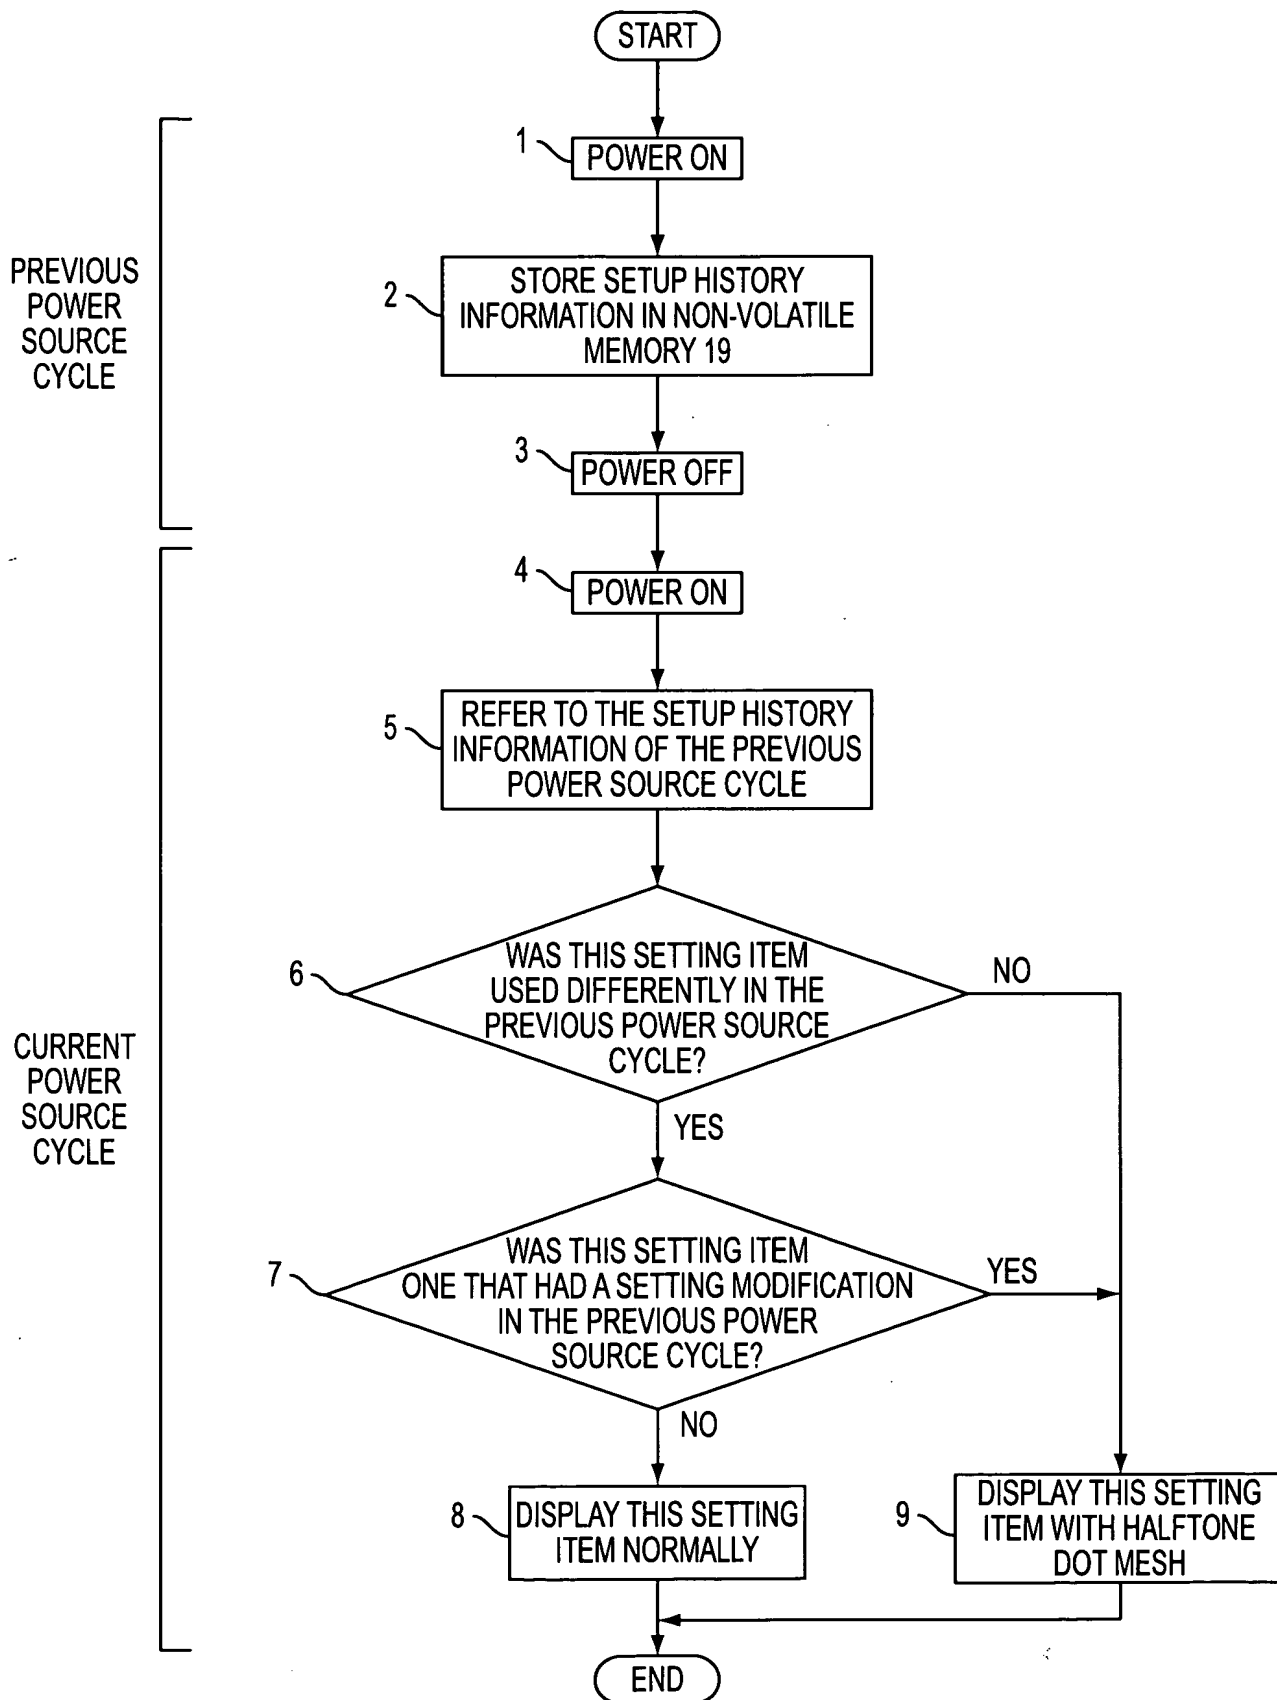 START
1
POWER ON
PREVIOUS
POWER
SOURCE
CYCLE
2
STORE SETUP HISTORY
INFORMATION IN NON-VOLATILE
MEMORY 19
3
POWER OFF
4
POWER ON
5
REFER TO THE SETUP HISTORY
INFORMATION OF THE PREVIOUS
POWER SOURCE CYCLE
6
WAS THIS SETTING ITEM
USED DIFFERENTLY IN THE
PREVIOUS POWER SOURCE
CYCLE?
NO
CURRENT
POWER
SOURCE
CYCLE
YES
7
WAS THIS SETTING ITEM
ONE THAT HAD A SETTING MODIFICATION
IN THE PREVIOUS POWER
SOURCE CYCLE?
YES
NO
8
DISPLAY THIS SETTING
ITEM NORMALLY
9
DISPLAY THIS SETTING
ITEM WITH HALFTONE
DOT MESH
END